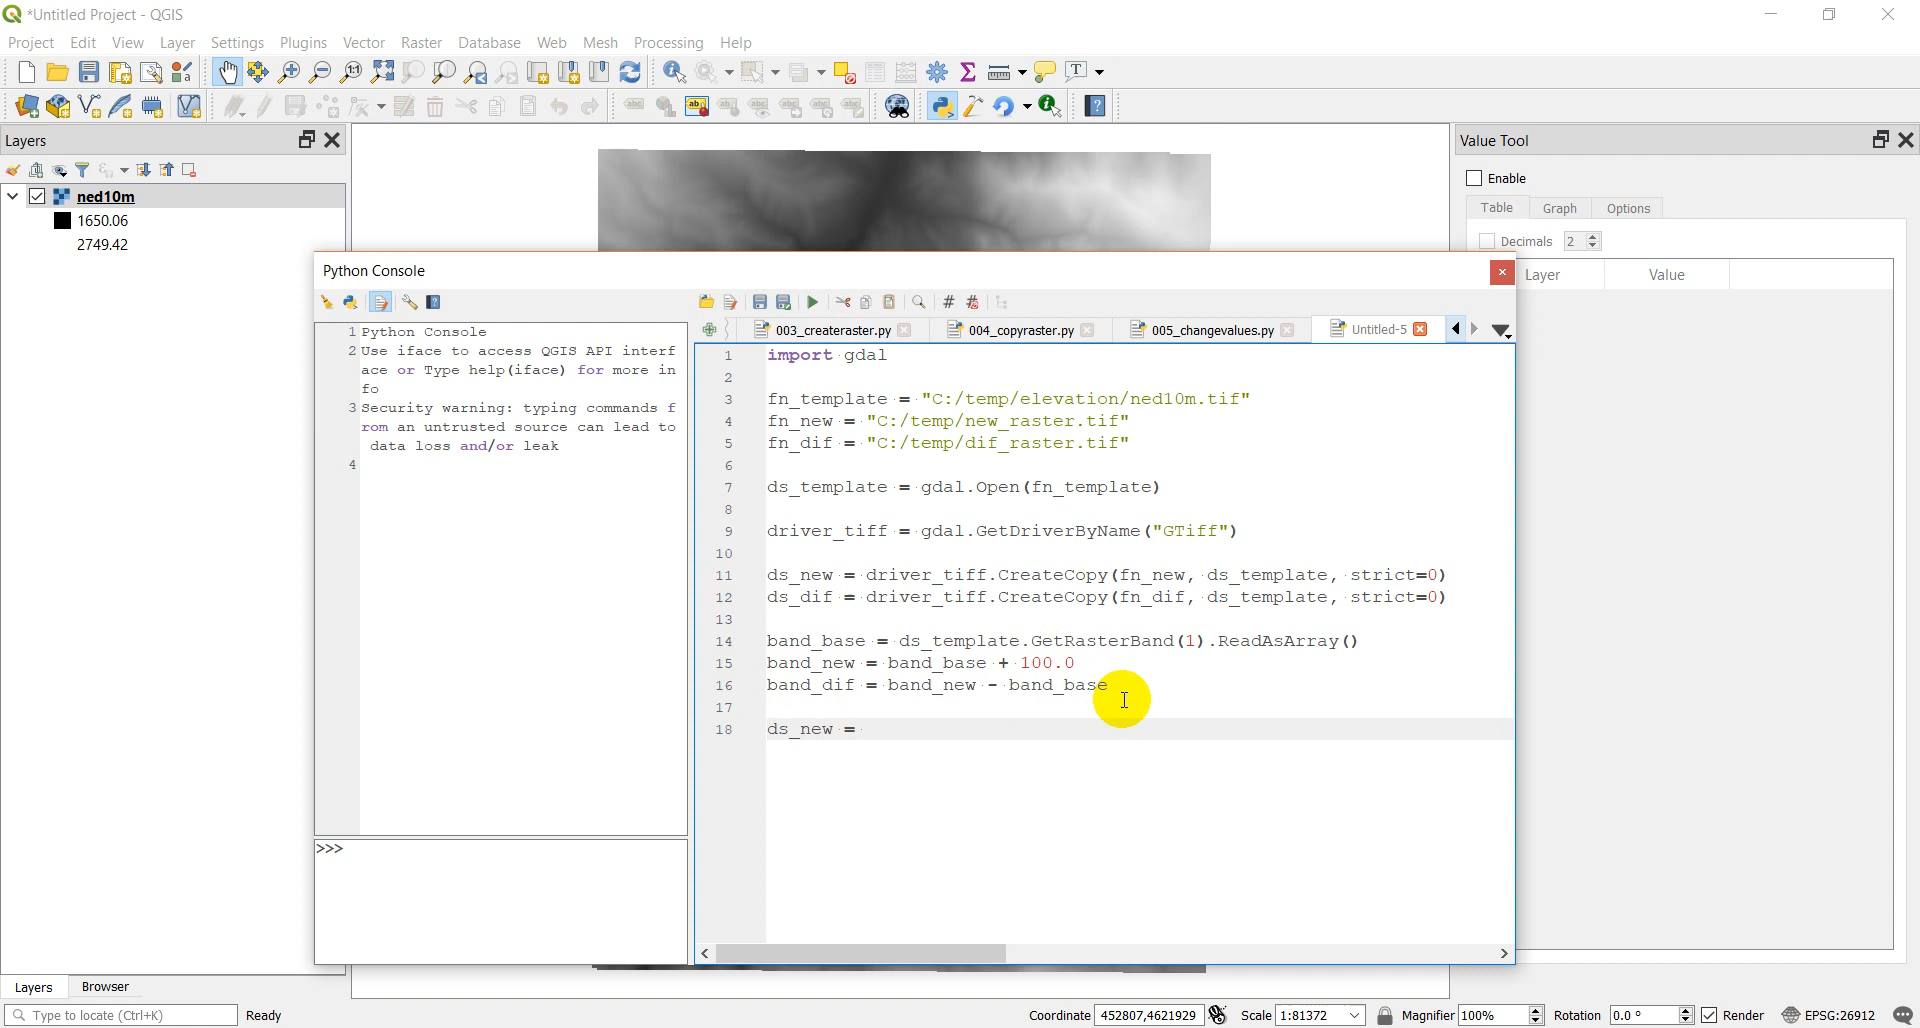 *Untitled Project - QGIS
Project Edit View Layer Settings Plugins Vector Raster Database Web Mesh Processing Help
Layers
ned10m
1650.06
2749.42
Value Tool
Enable
Table Graph Options
Decimals 2
Layer Value
Python Console
003_createraster.py 004_copyraster.py 005_changevalues.py Untitled-5
1 Python Console
2 Use iface to access QGIS API interf
ace or Type help(iface) for more in
fo
3 Security warning: typing commands f
rom an untrusted source can lead to
data loss and/or leak
4
>>>
1 import gdal
2
3 fn_template = "C:/temp/elevation/ned10m.tif"
4 fn_new = "C:/temp/new_raster.tif"
5 fn_dif = "C:/temp/dif_raster.tif"
6
7 ds_template = gdal.Open(fn_template)
8
9 driver_tiff = gdal.GetDriverByName("GTiff")
10
11 ds_new = driver_tiff.CreateCopy(fn_new, ds_template, strict=0)
12 ds_dif = driver_tiff.CreateCopy(fn_dif, ds_template, strict=0)
13
14 band_base = ds_template.GetRasterBand(1).ReadAsArray()
15 band_new = band_base + 100.0
16 band_dif = band_new - band_base
17
18 ds_new =
Layers Browser
Type to locate (Ctrl+K) Ready Coordinate 452807,4621929 Scale 1:81372 Magnifier 100% Rotation 0.0 ° Render EPSG:26912